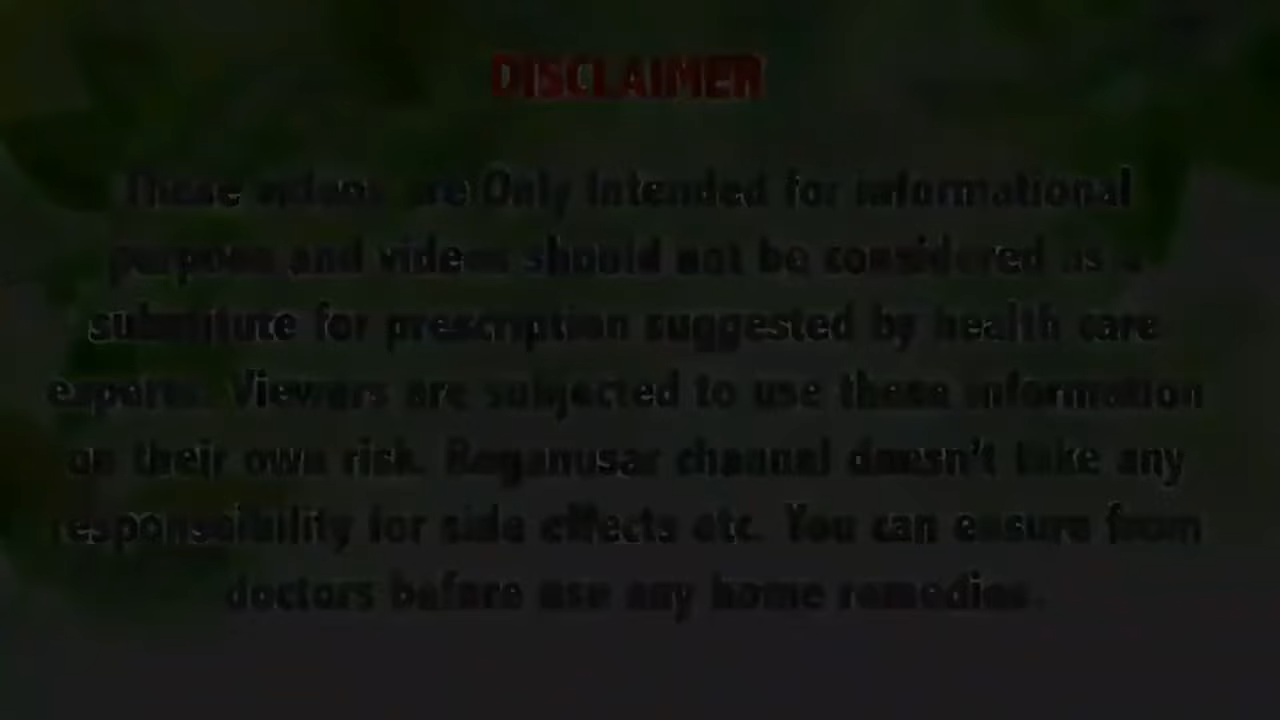 DISCLAIMER
These videos are Only Intended for informational
purpose and videos should not be considered as a
substitute for prescription suggested by health care
experts. Viewers are subjected to use these information
on their own risk. Roganusar channel doesn't take any
responsibility for side effects etc. You can ensure from
doctors before use any home remedies.